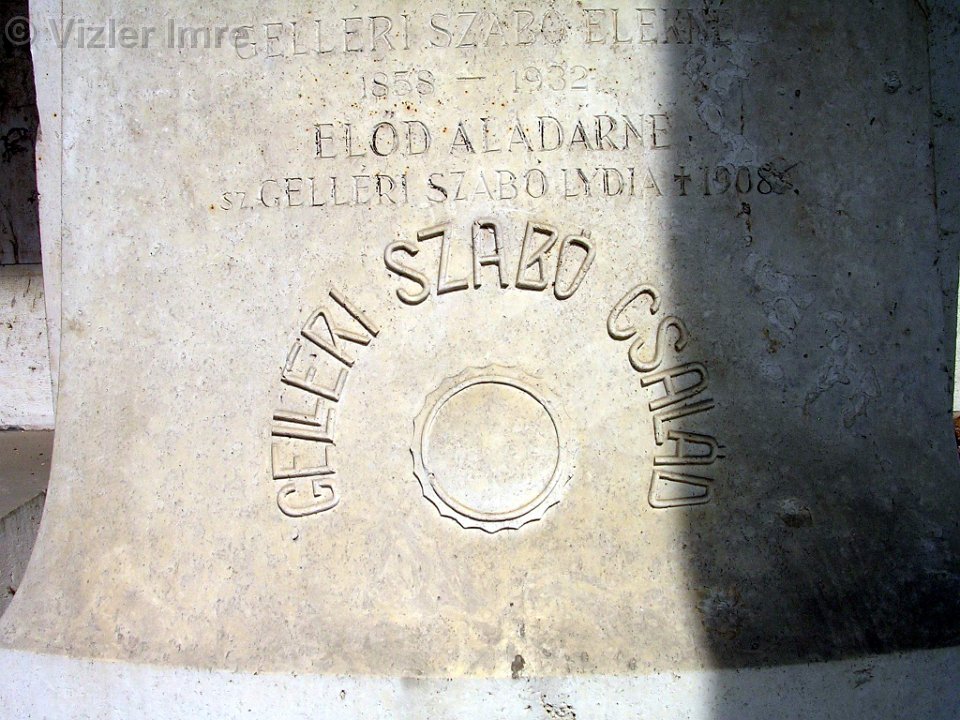 © Vizler Imre
GELLÉRI SZABÓ ELEKNÉ
1858 — 1932
ELŐD ALADÁRNÉ
SZ. GELLÉRI SZABÓ LYDIA † 1908
GELLÉRI SZABÓ CSALÁD